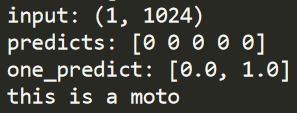 input: (1, 1024)
predicts: [0 0 0 0 0]
one_predict: [0.0, 1.0]
this is a moto